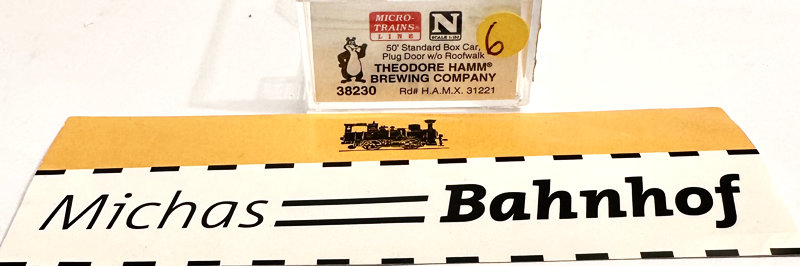 MICRO-
TRAINS®
LINE
N
SCALE 1:160
6
50' Standard Box Car,
Plug Door w/o Roofwalk
THEODORE HAMM®
BREWING COMPANY
38230 Rd# H.A.M.X. 31221
Michas Bahnhof